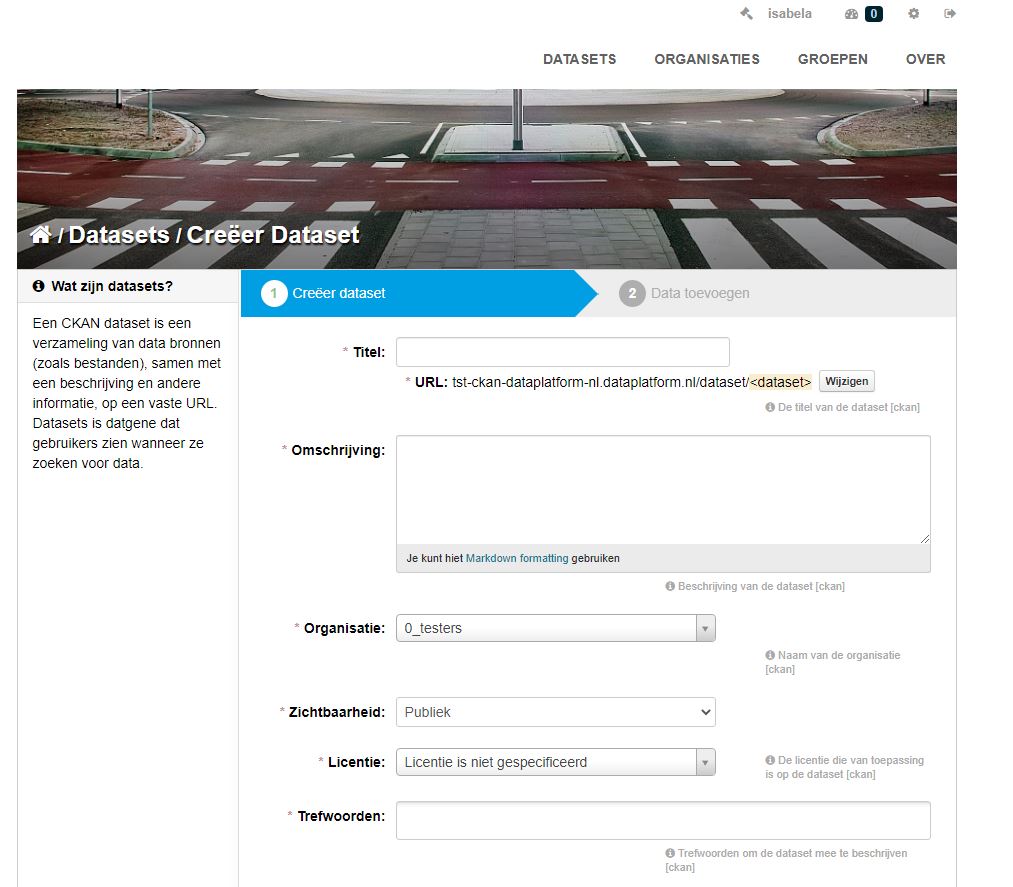 isabela 0
DATASETS ORGANISATIES GROEPEN OVER
/ Datasets / Creëer Dataset
Wat zijn datasets?
Een CKAN dataset is een
verzameling van data bronnen
(zoals bestanden), samen met
een beschrijving en andere
informatie, op een vaste URL.
Datasets is datgene dat
gebruikers zien wanneer ze
zoeken voor data.
1 Creëer dataset 2 Data toevoegen
* Titel:
* URL: tst-ckan-dataplatform-nl.dataplatform.nl/dataset/<dataset> Wijzigen
De titel van de dataset [ckan]
* Omschrijving:
Je kunt hiet Markdown formatting gebruiken
Beschrijving van de dataset [ckan]
* Organisatie: 0_testers
Naam van de organisatie
[ckan]
* Zichtbaarheid: Publiek
* Licentie: Licentie is niet gespecificeerd
De licentie die van toepassing
is op de dataset [ckan]
* Trefwoorden:
Trefwoorden om de dataset mee te beschrijven
[ckan]